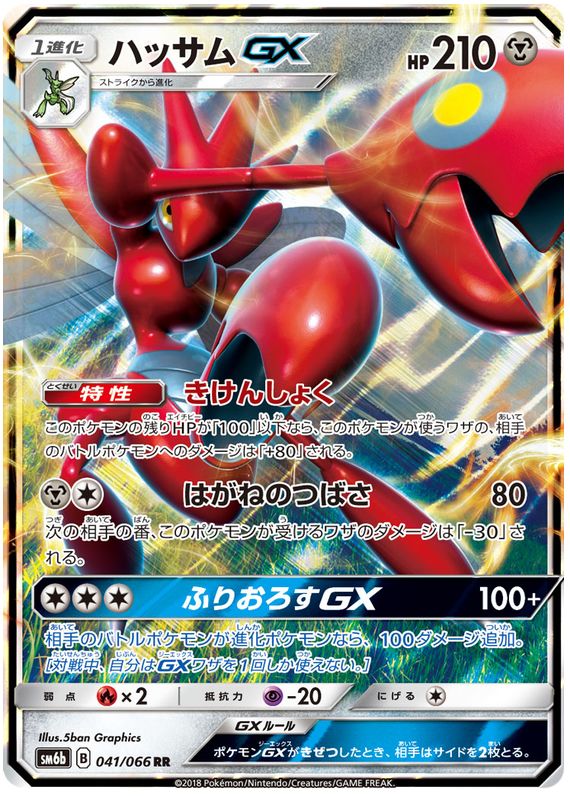 1進化 ハッサムGX HP 210
ストライクから進化
とくせい
特性 きけんしょく
このポケモンの残りHPが「100」以下なら、このポケモンが使うワザの、相手
のバトルポケモンへのダメージは「+80」される。
はがねのつばさ 80
次の相手の番、このポケモンが受けるワザのダメージは「-30」さ
れる。
ふりおろすGX 100+
相手のバトルポケモンが進化ポケモンなら、100ダメージ追加。
[対戦中、自分はGXワザを1回しか使えない。]
弱点 ×2 抵抗力 -20 にげる
Illus.5ban Graphics
GXルール
sm6b B 041/066 RR
ポケモンGXがきぜつしたとき、相手はサイドを2枚とる。
©2018 Pokémon/Nintendo/Creatures/GAME FREAK.